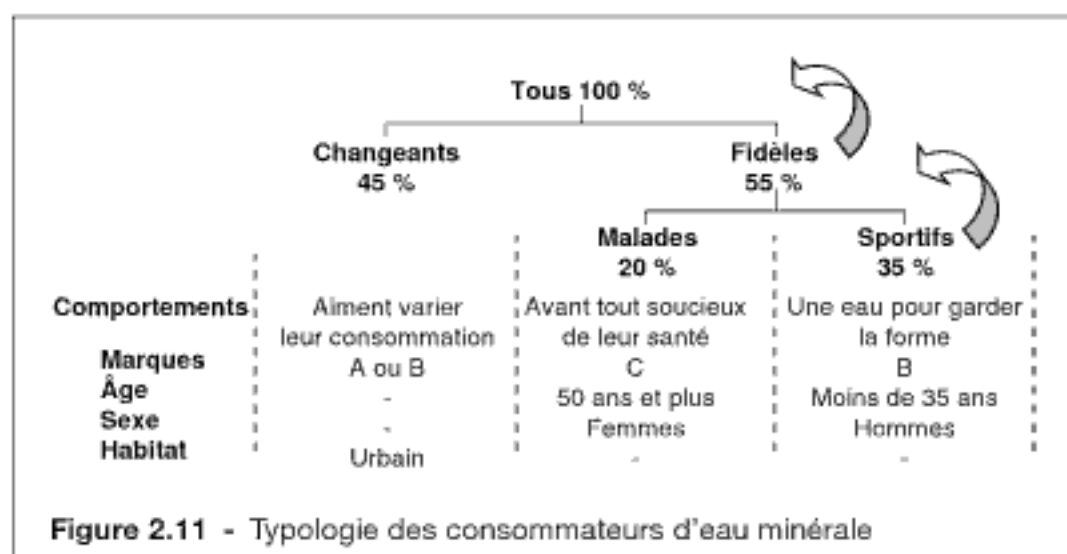 Tous 100 %
Changeants Fidèles
45 % 55 %
Malades Sportifs
20 % 35 %
Comportements Aiment varier Avant tout soucieux Une eau pour garder
leur consommation de leur santé la forme
Marques A ou B C B
Âge - 50 ans et plus Moins de 35 ans
Sexe - Femmes Hommes
Habitat Urbain - -
Figure 2.11 - Typologie des consommateurs d'eau minérale